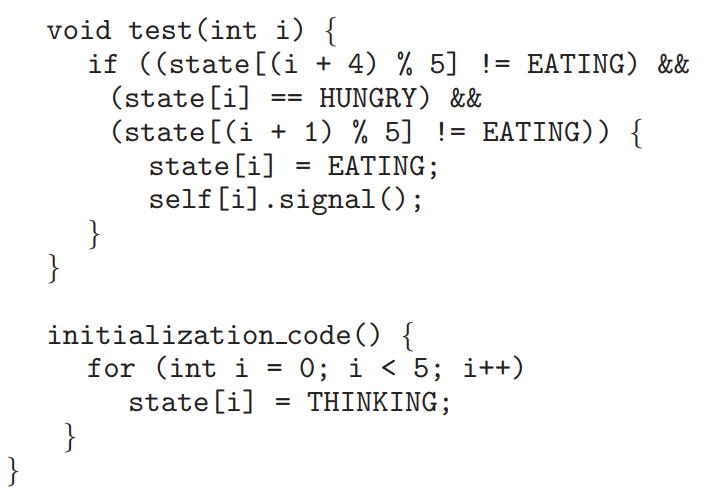 void test(int i) {
if ((state[(i + 4) % 5] != EATING) &&
(state[i] == HUNGRY) &&
(state[(i + 1) % 5] != EATING)) {
state[i] = EATING;
self[i].signal();
}
}
initialization_code() {
for (int i = 0; i < 5; i++)
state[i] = THINKING;
}
}